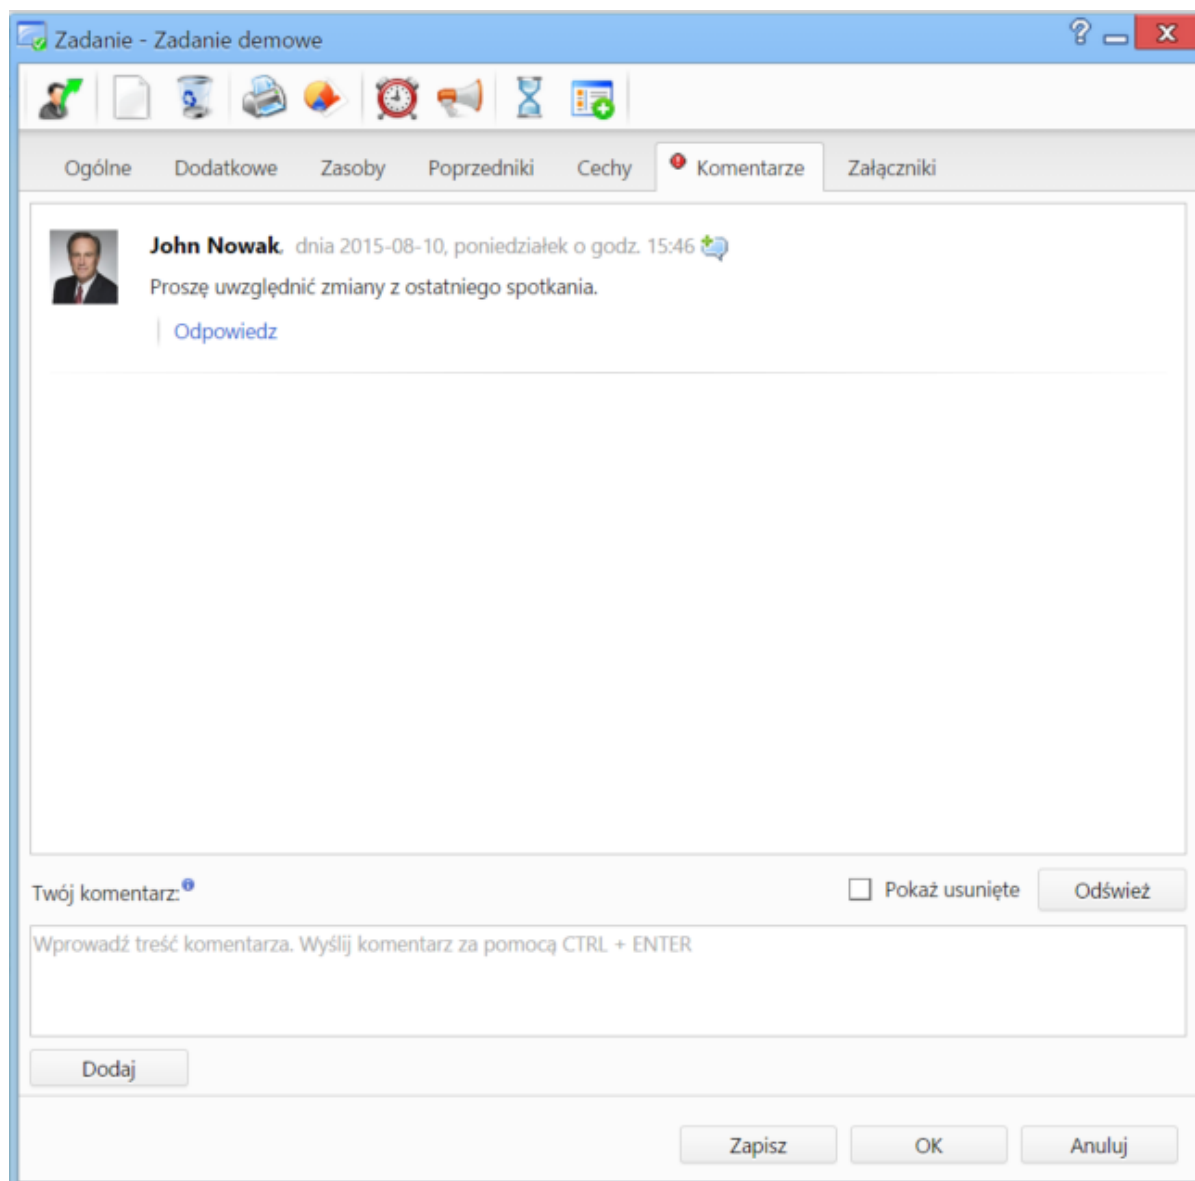 Zadanie - Zadanie demowe
Ogólne Dodatkowe Zasoby Poprzedniki Cechy Komentarze Załączniki
John Nowak, dnia 2015-08-10, poniedziałek o godz. 15:46
Proszę uwzględnić zmiany z ostatniego spotkania.
Odpowiedz
Twój komentarz: Pokaż usunięte Odśwież
Wprowadź treść komentarza. Wyślij komentarz za pomocą CTRL + ENTER
Dodaj
Zapisz OK Anuluj